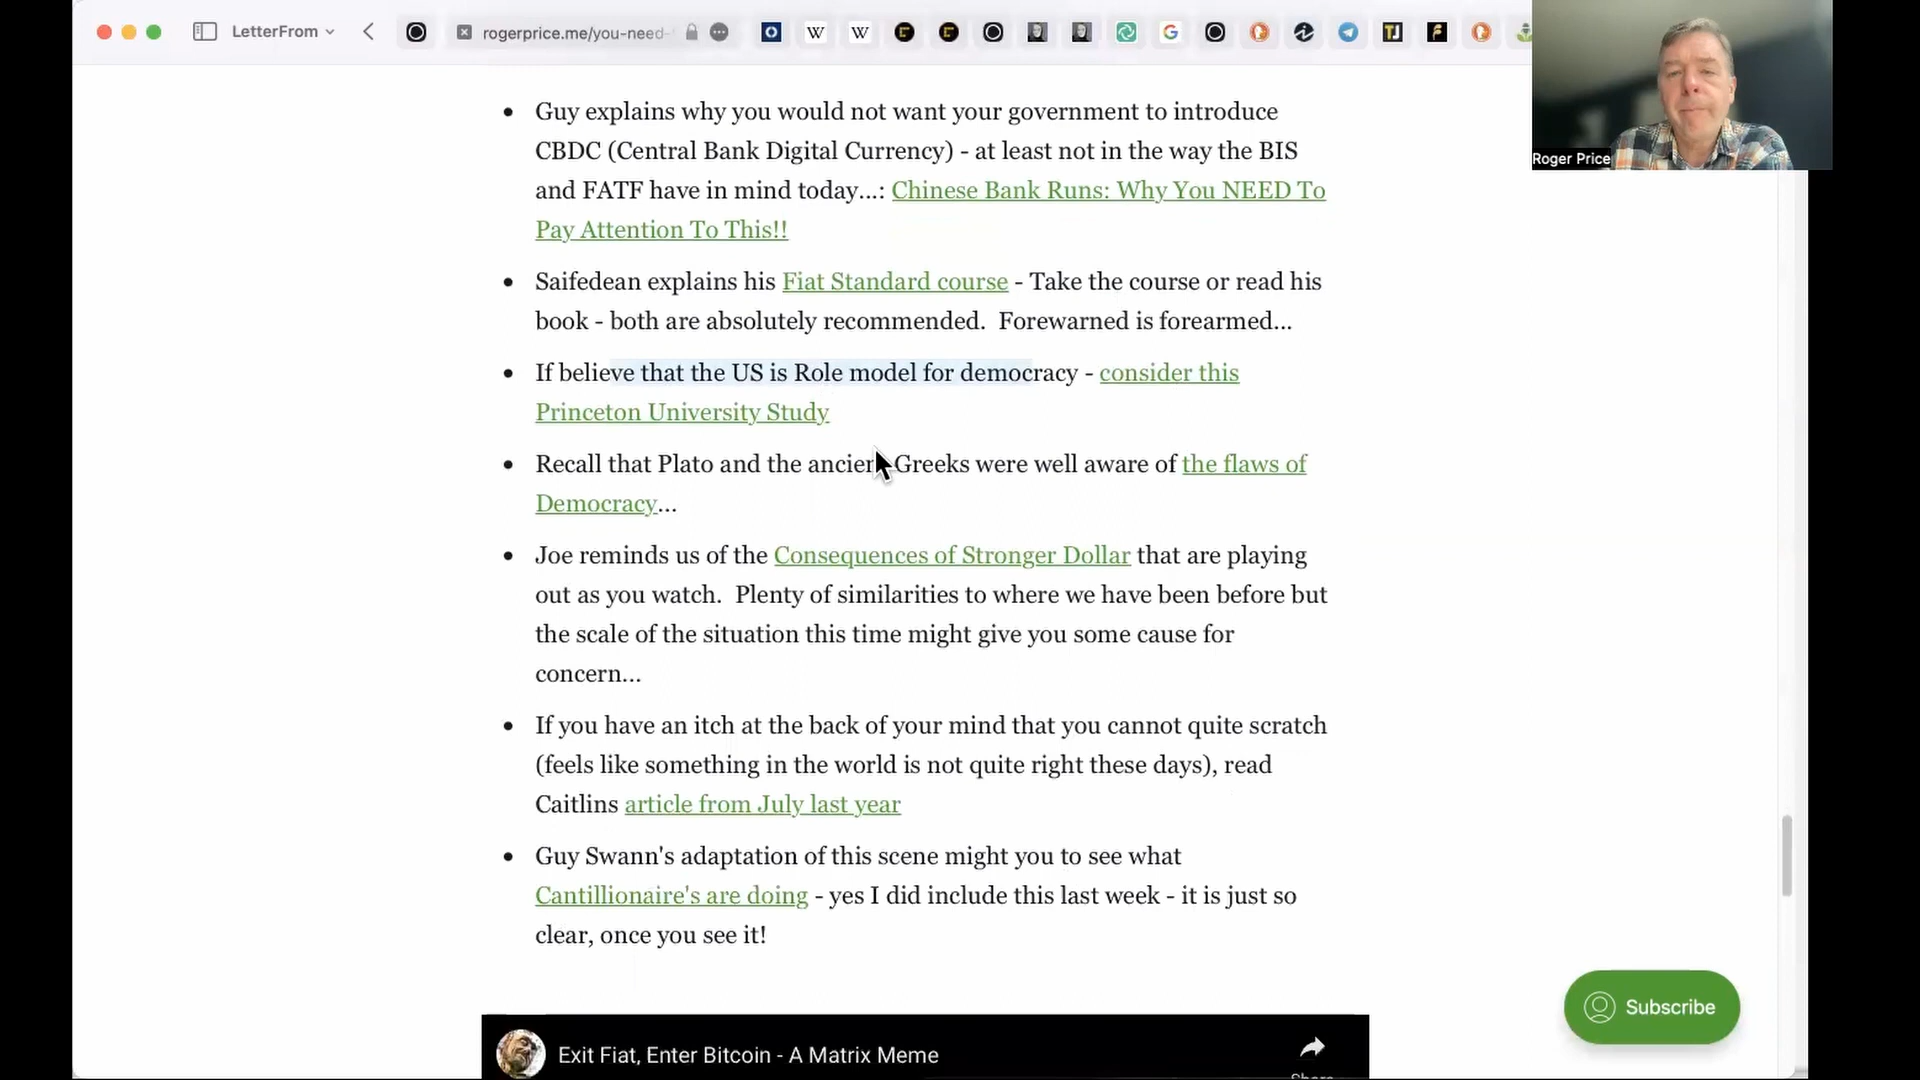 LetterFrom
rogerprice.me/you-need-
Roger Price
Guy explains why you would not want your government to introduce
CBDC (Central Bank Digital Currency) - at least not in the way the BIS
and FATF have in mind today...: Chinese Bank Runs: Why You NEED To
Pay Attention To This!!
Saifedean explains his Fiat Standard course - Take the course or read his
book - both are absolutely recommended.  Forewarned is forearmed...
If believe that the US is Role model for democracy - consider this
Princeton University Study
Recall that Plato and the ancient Greeks were well aware of the flaws of
Democracy...
Joe reminds us of the Consequences of Stronger Dollar that are playing
out as you watch.  Plenty of similarities to where we have been before but
the scale of the situation this time might give you some cause for
concern...
If you have an itch at the back of your mind that you cannot quite scratch
(feels like something in the world is not quite right these days), read
Caitlins article from July last year
Guy Swann's adaptation of this scene might you to see what
Cantillionaire's are doing - yes I did include this last week - it is just so
clear, once you see it!
Subscribe
Exit Fiat, Enter Bitcoin - A Matrix Meme
Share